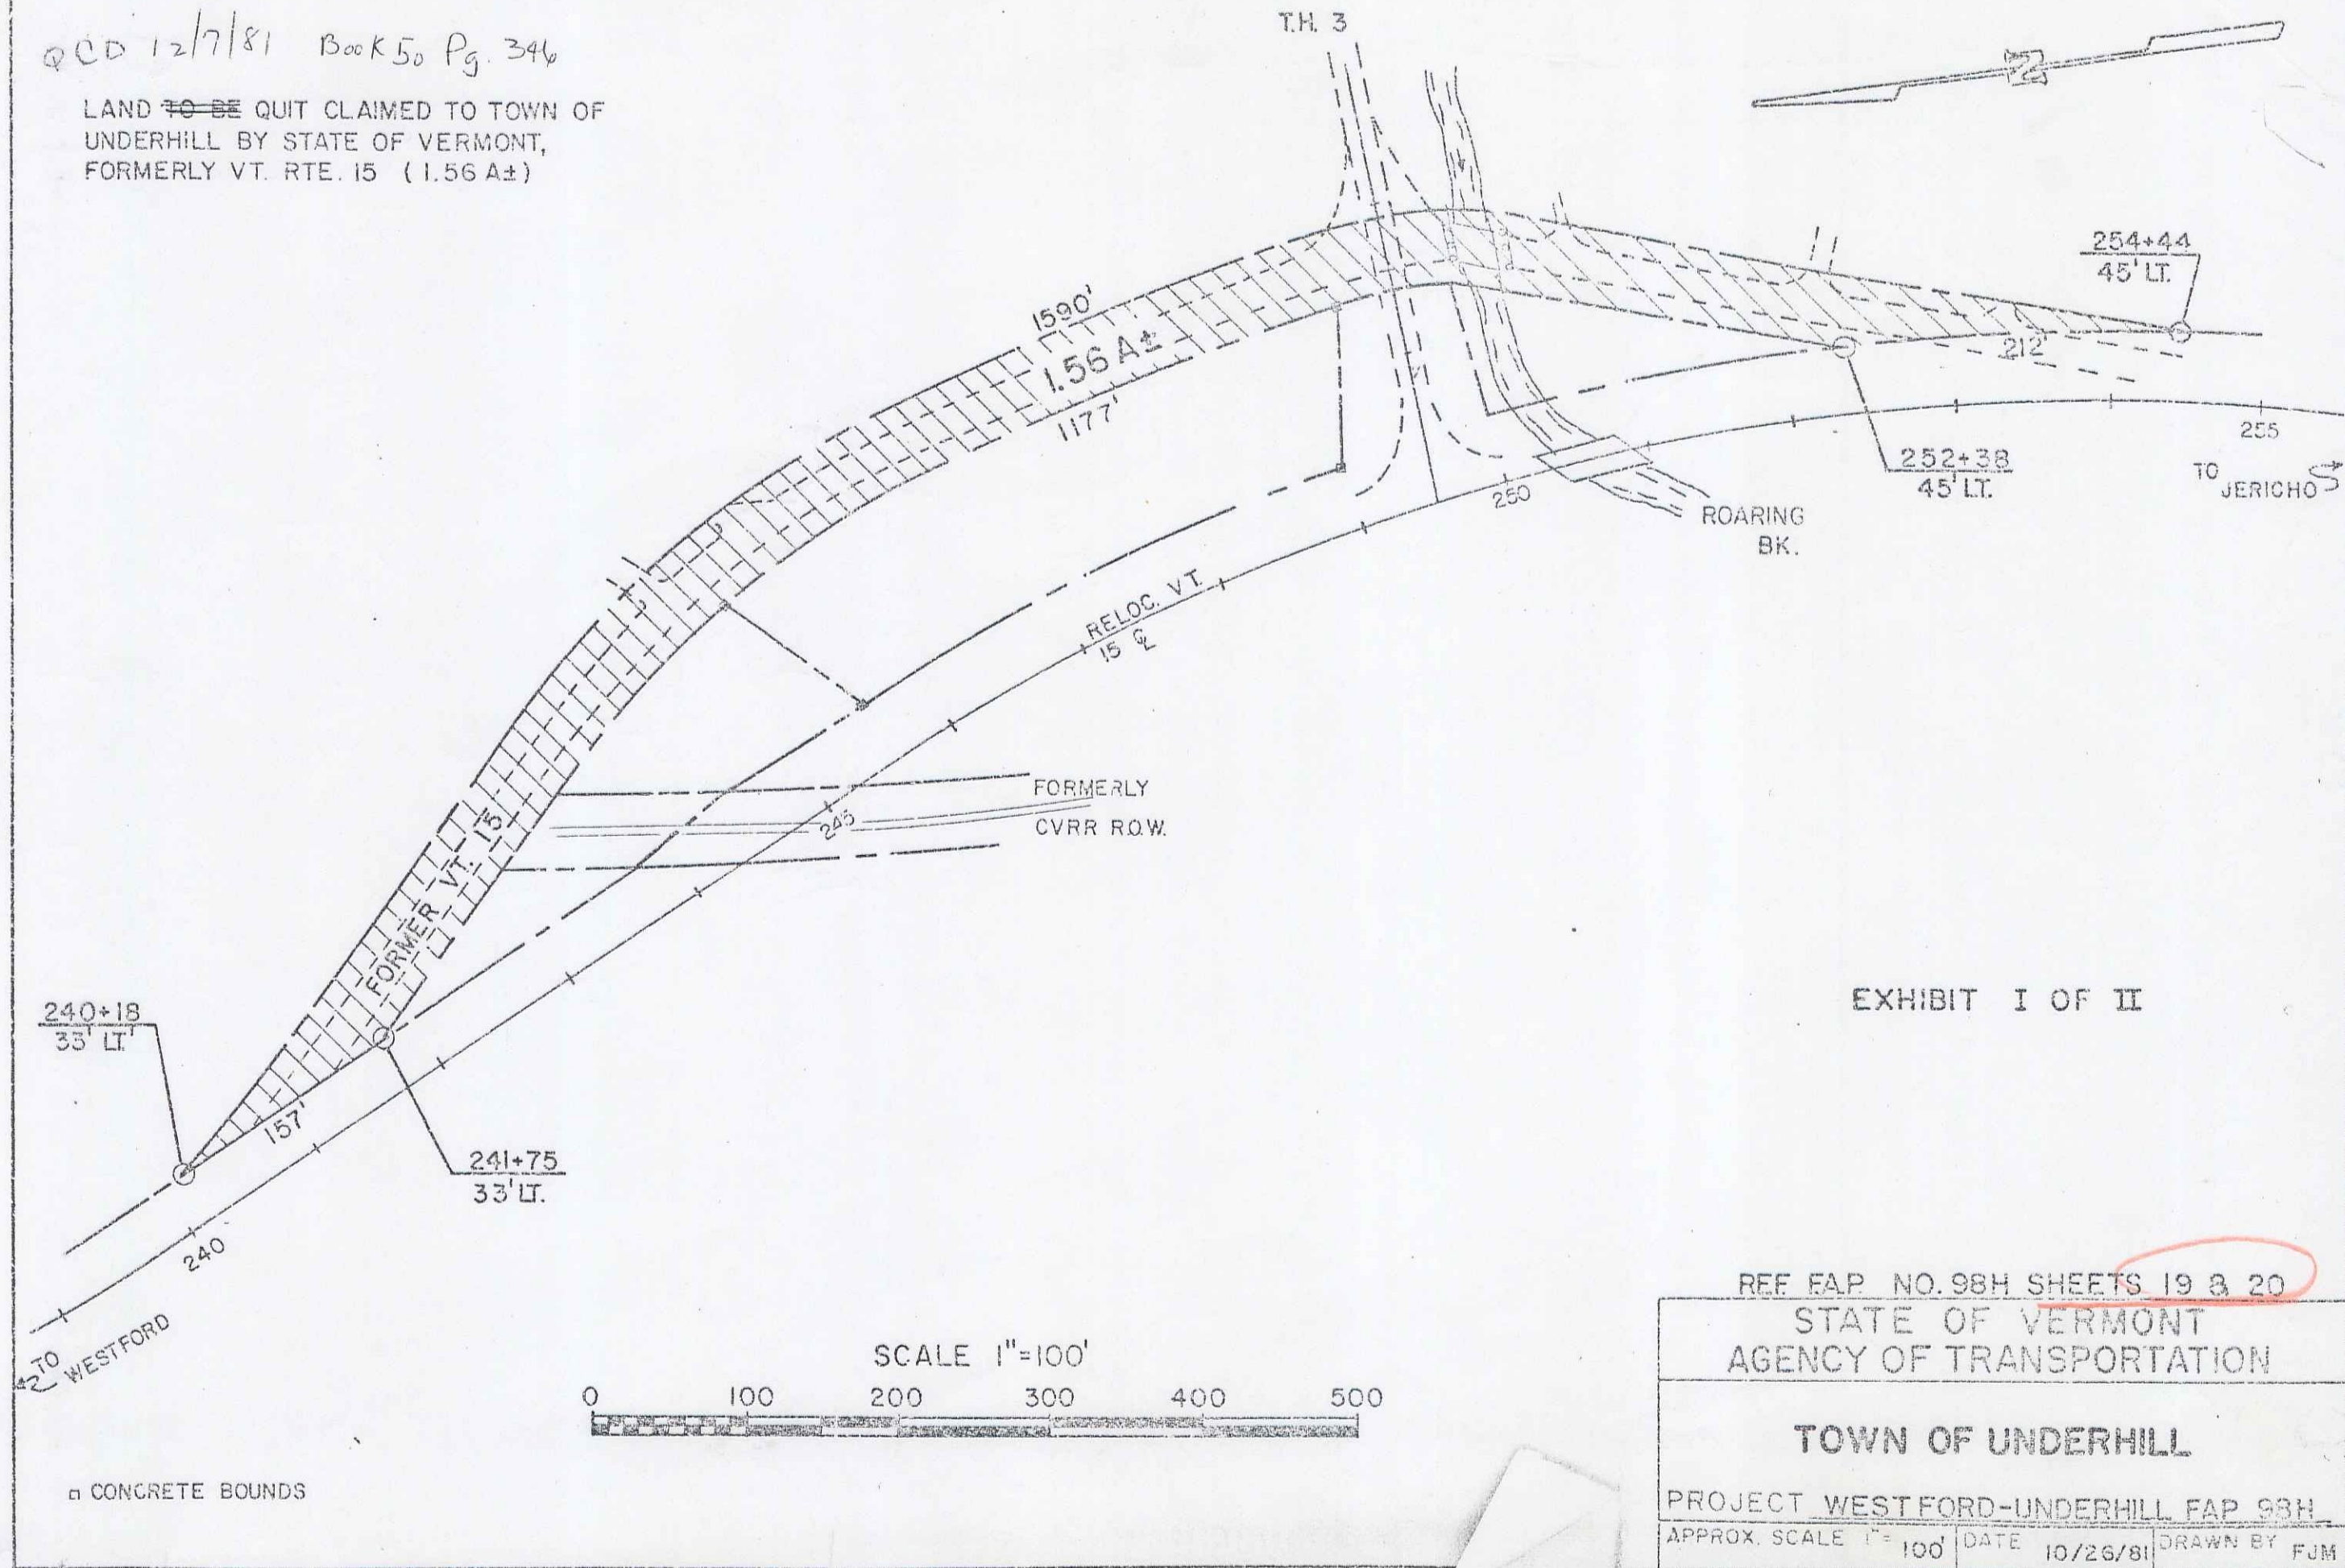 QCD 12/7/81 Book 50 Pg. 346
LAND TO BE QUIT CLAIMED TO TOWN OF
UNDERHILL BY STATE OF VERMONT,
FORMERLY VT. RTE. 15 (1.56 A±)
T.H. 3
254+44
45' LT.
1590'
1.56 A±
1177'
212'
255
252+38
45' LT.
TO
JERICHO
250
ROARING
BK.
RELOC. VT.
15 ℄
FORMERLY
CVRR R.O.W.
245
FORMER VT. 15
240+18
33' LT.
157'
241+75
33' LT.
240
TO
WESTFORD
EXHIBIT I OF II
SCALE 1"=100'
0 100 200 300 400 500
□ CONCRETE BOUNDS
REF. F.A.P. NO. 98H SHEETS 19 & 20
STATE OF VERMONT
AGENCY OF TRANSPORTATION
TOWN OF UNDERHILL
PROJECT WESTFORD-UNDERHILL FAP 98H
APPROX. SCALE 1"= 100' DATE 10/26/81 DRAWN BY FJM